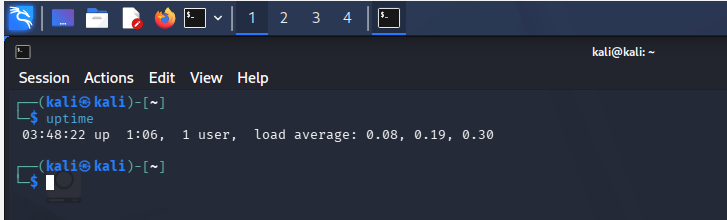 1 2 3 4
kali@kali: ~
Session Actions Edit View Help
┌──(kali㉿kali)-[~]
└─$ uptime
 03:48:22 up  1:06,  1 user,  load average: 0.08, 0.19, 0.30
┌──(kali㉿kali)-[~]
└─$